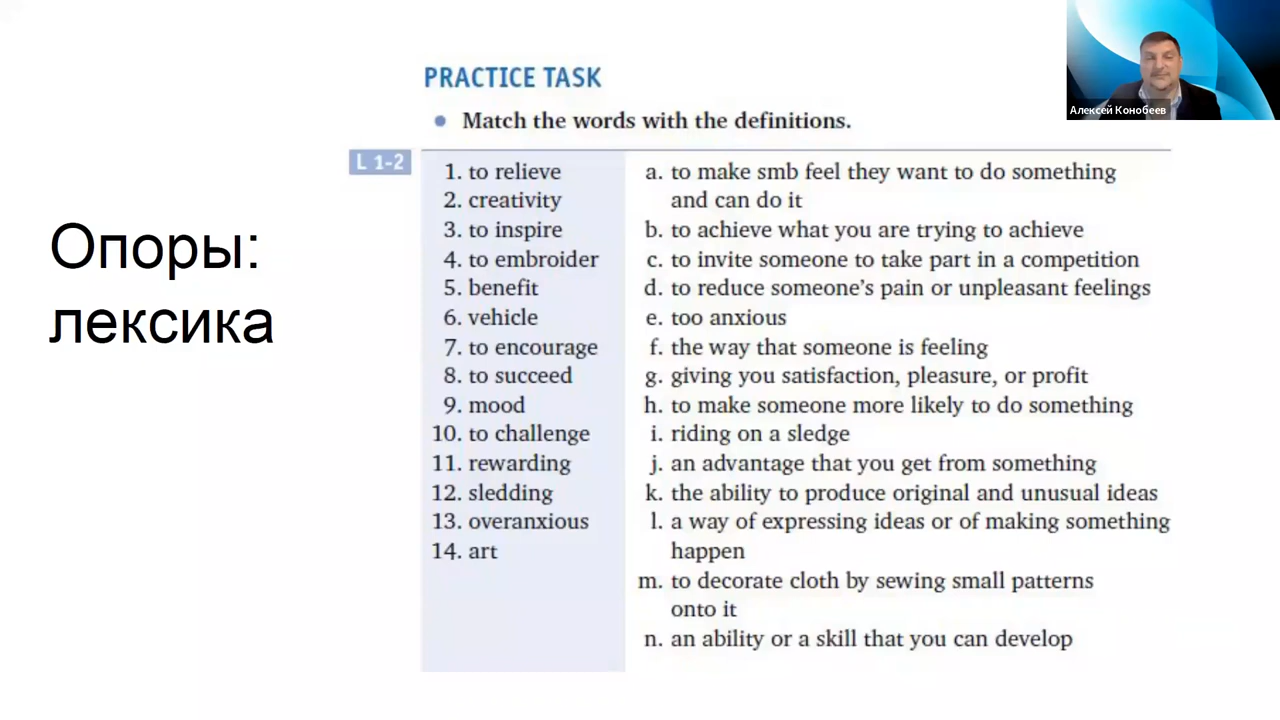 Алексей Конобеев
Опоры:
лексика
PRACTICE TASK
• Match the words with the definitions.
L 1-2
1. to relieve
2. creativity
3. to inspire
4. to embroider
5. benefit
6. vehicle
7. to encourage
8. to succeed
9. mood
10. to challenge
11. rewarding
12. sledding
13. overanxious
14. art
a. to make smb feel they want to do something
and can do it
b. to achieve what you are trying to achieve
c. to invite someone to take part in a competition
d. to reduce someone’s pain or unpleasant feelings
e. too anxious
f. the way that someone is feeling
g. giving you satisfaction, pleasure, or profit
h. to make someone more likely to do something
i. riding on a sledge
j. an advantage that you get from something
k. the ability to produce original and unusual ideas
l. a way of expressing ideas or of making something
happen
m. to decorate cloth by sewing small patterns
onto it
n. an ability or a skill that you can develop